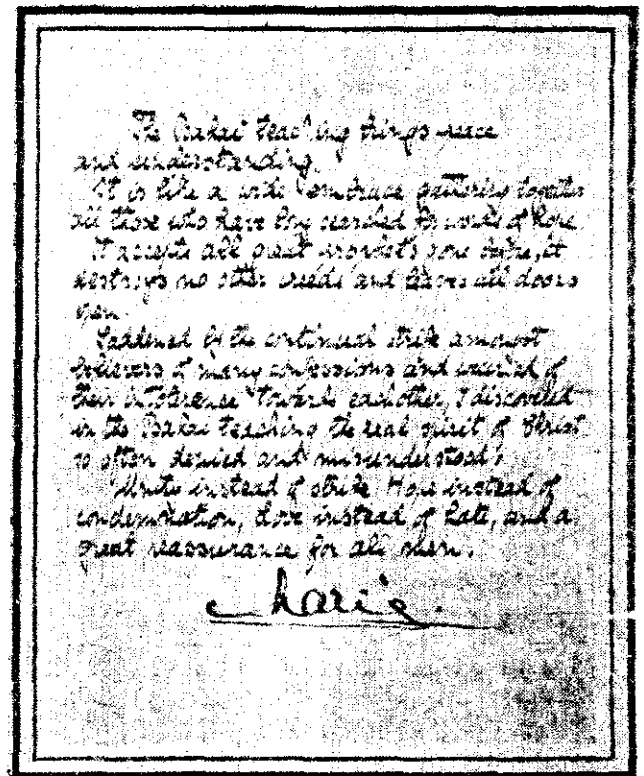 The Bahai teaching brings peace
and understanding.
It is like a wide embrace gathering together
all those who have long searched for words of hope.
It accepts all great prophets gone before, it
destroys no other creeds and leaves all doors
open.
Saddened by the continual strife amongst
believers of many confessions and wearied of
their intolerance towards eachother, I discovered
in the Bahai teaching the real spirit of Christ
so often denied and misunderstood:
Unity instead of strife, Hope instead of
condemnation, Love instead of hate, and a
great reassurance for all men.
Marie.